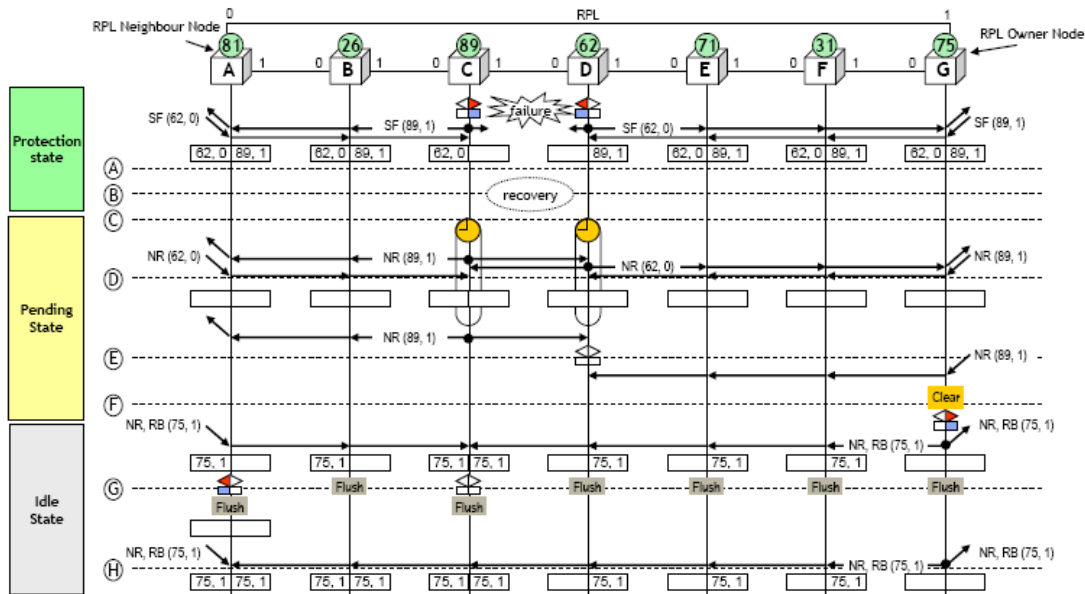 0 RPL 1
RPL Neighbour Node
RPL Owner Node
81 26 89 62 71 31 75
A 1 0 B 1 0 C 1 0 D 1 0 E 1 0 F 1 0 G
failure
SF (62, 0) SF (89, 1) SF (62, 0) SF (89, 1)
Protection
state
62, 0 89, 1 62, 0 89, 1 62, 0 89, 1 62, 0 89, 1 62, 0 89, 1 62, 0 89, 1
A
B
recovery
C
NR (62, 0) NR (89, 1) NR (62, 0) NR (89, 1)
D
Pending
State
NR (89, 1)
E
NR (89, 1)
Clear
F
NR, RB (75, 1) NR, RB (75, 1) NR, RB (75, 1)
75, 1 75, 1 75, 1 75, 1 75, 1 75, 1 75, 1
G
Flush Flush Flush Flush Flush Flush Flush
Idle
State
NR, RB (75, 1) NR, RB (75, 1) NR, RB (75, 1)
H
75, 1 75, 1 75, 1 75, 1 75, 1 75, 1 75, 1 75, 1 75, 1